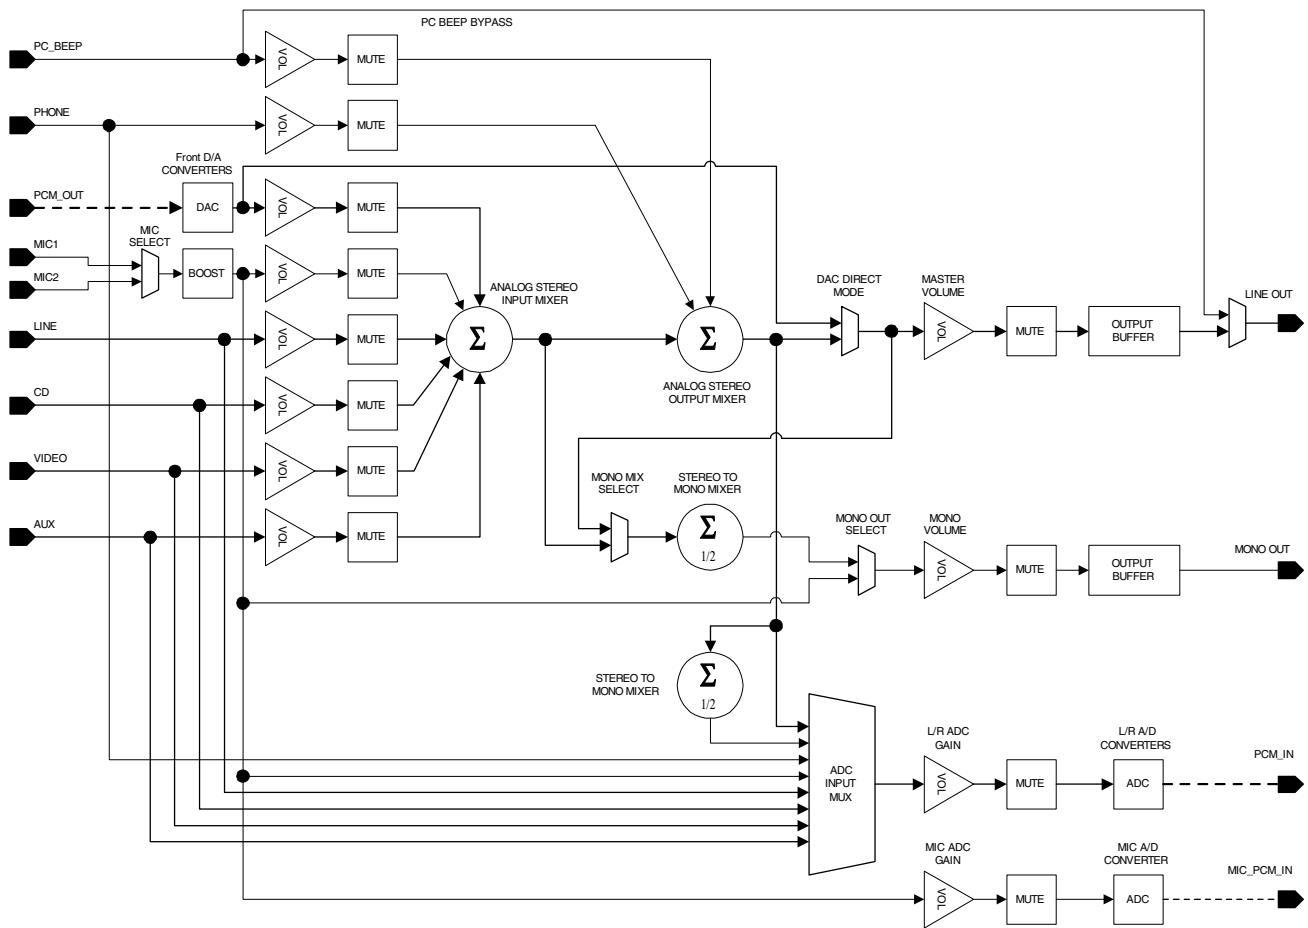 PC BEEP BYPASS
PC_BEEP
VOL
MUTE
PHONE
VOL
MUTE
Front D/A
CONVERTERS
PCM_OUT
DAC
VOL
MUTE
MIC
SELECT
MIC1
MIC2
BOOST
VOL
MUTE
ANALOG STEREO
INPUT MIXER
Σ
LINE
VOL
MUTE
CD
VOL
MUTE
VIDEO
VOL
MUTE
AUX
VOL
MUTE
Σ
ANALOG STEREO
OUTPUT MIXER
DAC DIRECT
MODE
MASTER
VOLUME
VOL
MUTE
OUTPUT
BUFFER
LINE OUT
MONO MIX
SELECT
STEREO TO
MONO MIXER
Σ
1/2
MONO OUT
SELECT
MONO
VOLUME
VOL
MUTE
OUTPUT
BUFFER
MONO OUT
STEREO TO
MONO MIXER
Σ
1/2
ADC
INPUT
MUX
L/R ADC
GAIN
VOL
MUTE
L/R A/D
CONVERTERS
ADC
PCM_IN
MIC ADC
GAIN
VOL
MUTE
MIC A/D
CONVERTER
ADC
MIC_PCM_IN